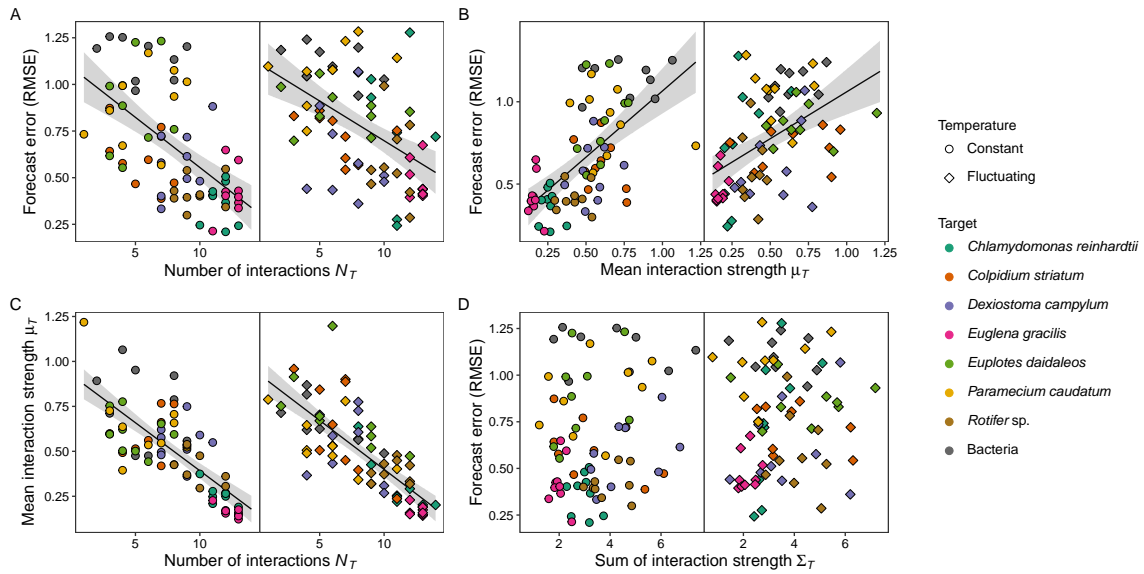 A
B
Forecast error (RMSE)
1.25
1.00
0.75
0.50
0.25
5
10
5
10
Number of interactions N_T
Forecast error (RMSE)
1.0
0.5
0.25
0.50
0.75
1.00
1.25
0.25
0.50
0.75
1.00
1.25
Mean interaction strength μ_T
C
D
Mean interaction strength μ_T
1.00
0.75
0.50
0.25
5
10
5
10
Number of interactions N_T
Forecast error (RMSE)
1.25
1.00
0.75
0.50
0.25
2
4
6
2
4
6
Sum of interaction strength Σ_T
Temperature
Constant
Fluctuating
Target
Chlamydomonas reinhardtii
Colpidium striatum
Dexiostoma campylum
Euglena gracilis
Euplotes daidaleos
Paramecium caudatum
Rotifer sp.
Bacteria